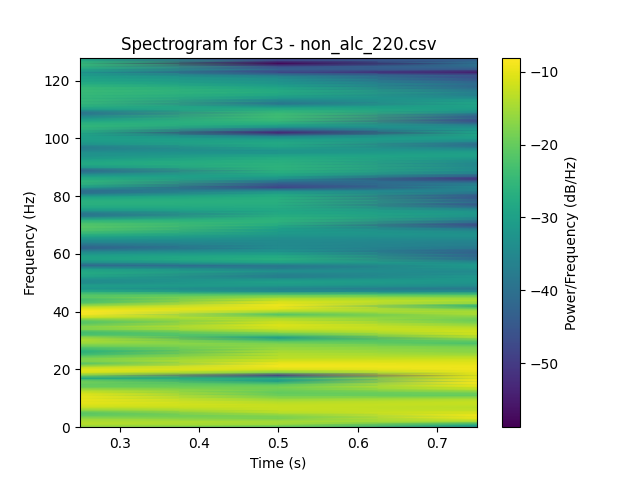 Spectrogram for C3 - non_alc_220.csv
Frequency (Hz)
120
100
80
60
40
20
0
0.3 0.4 0.5 0.6 0.7
Time (s)
−10
−20
−30
−40
−50
Power/Frequency (dB/Hz)